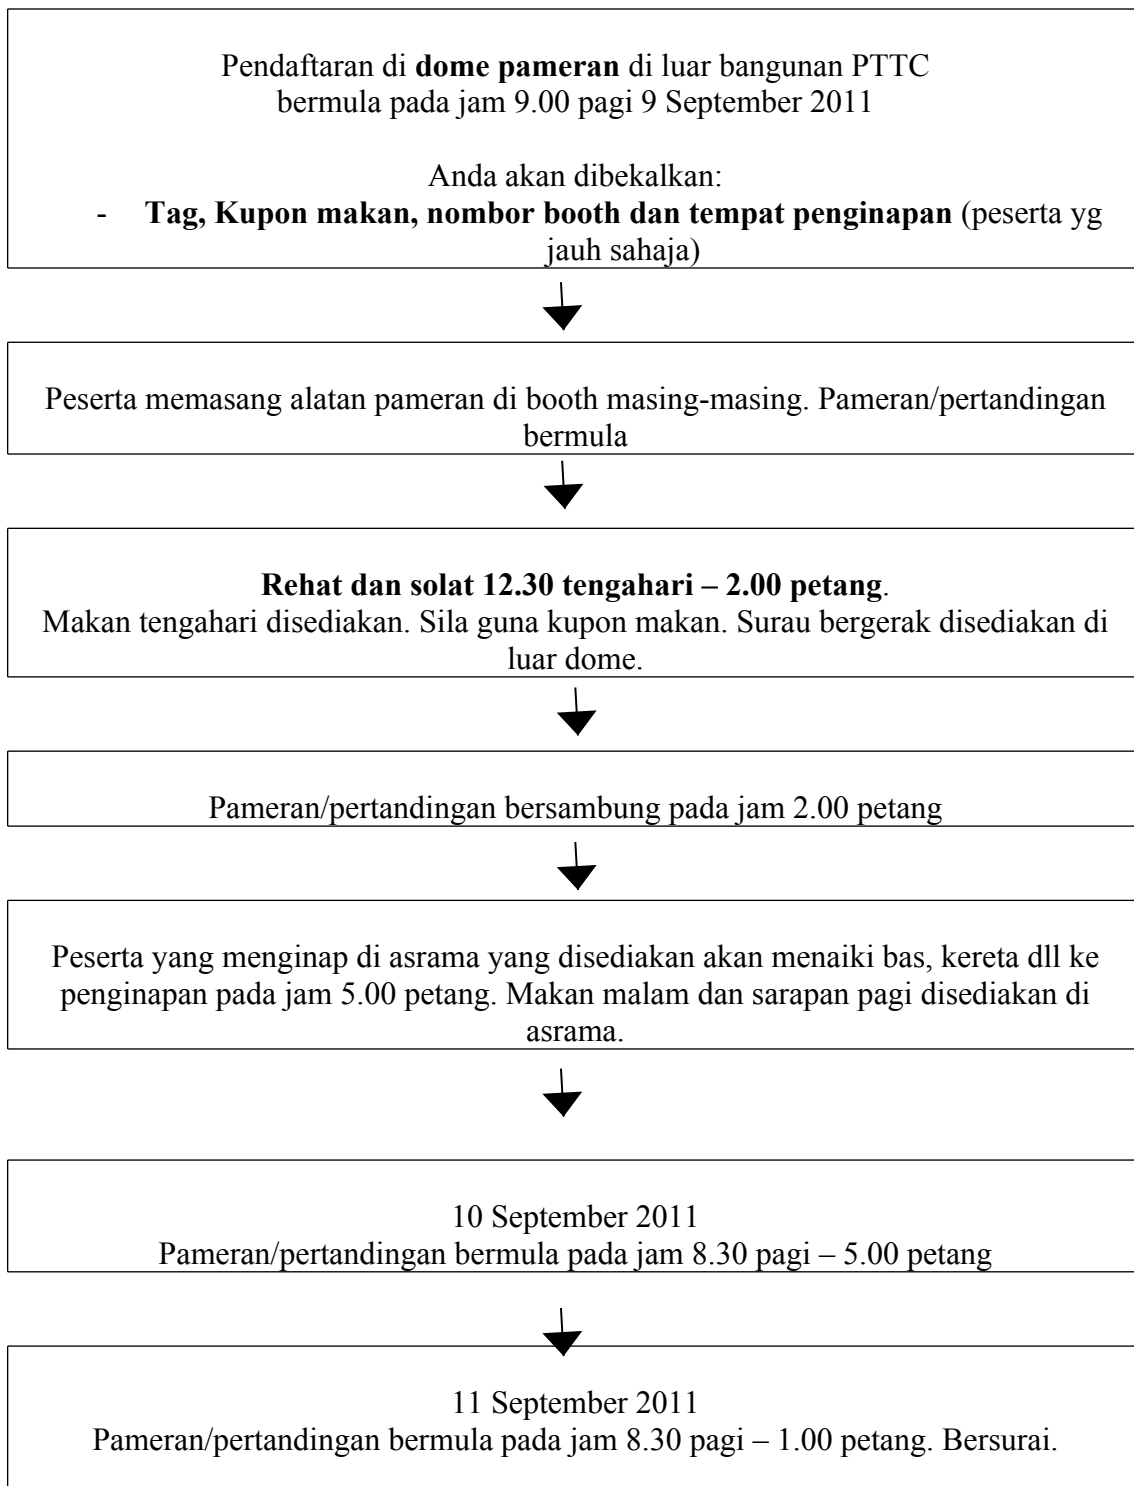 Pendaftaran di dome pameran di luar bangunan PTTC
bermula pada jam 9.00 pagi 9 September 2011
Anda akan dibekalkan:
- Tag, Kupon makan, nombor booth dan tempat penginapan (peserta yg
jauh sahaja)
Peserta memasang alatan pameran di booth masing-masing. Pameran/pertandingan
bermula
Rehat dan solat 12.30 tengahari – 2.00 petang.
Makan tengahari disediakan. Sila guna kupon makan. Surau bergerak disediakan di
luar dome.
Pameran/pertandingan bersambung pada jam 2.00 petang
Peserta yang menginap di asrama yang disediakan akan menaiki bas, kereta dll ke
penginapan pada jam 5.00 petang. Makan malam dan sarapan pagi disediakan di
asrama.
10 September 2011
Pameran/pertandingan bermula pada jam 8.30 pagi – 5.00 petang
11 September 2011
Pameran/pertandingan bermula pada jam 8.30 pagi – 1.00 petang. Bersurai.